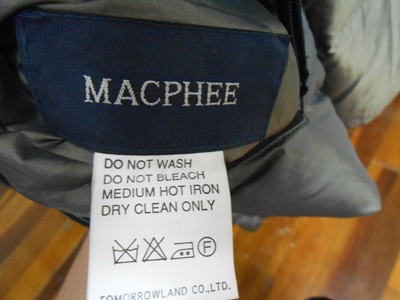 MACPHEE
DO NOT WASH
DO NOT BLEACH
MEDIUM HOT IRON
DRY CLEAN ONLY
F
TOMORROWLAND CO.,LTD.